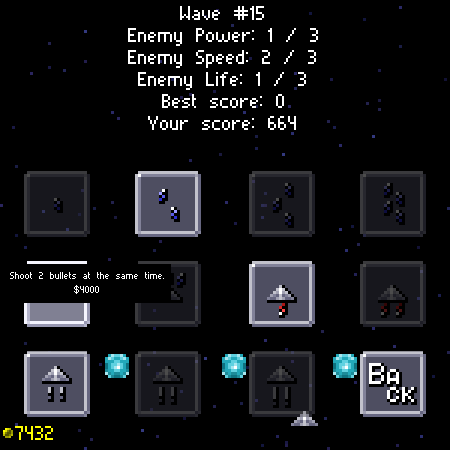 Wave #15
Enemy Power: 1 / 3
Enemy Speed: 2 / 3
Enemy Life: 1 / 3
Best score: 0
Your score: 664
Shoot 2 bullets at the same time.
$4000
BA
CK
7432